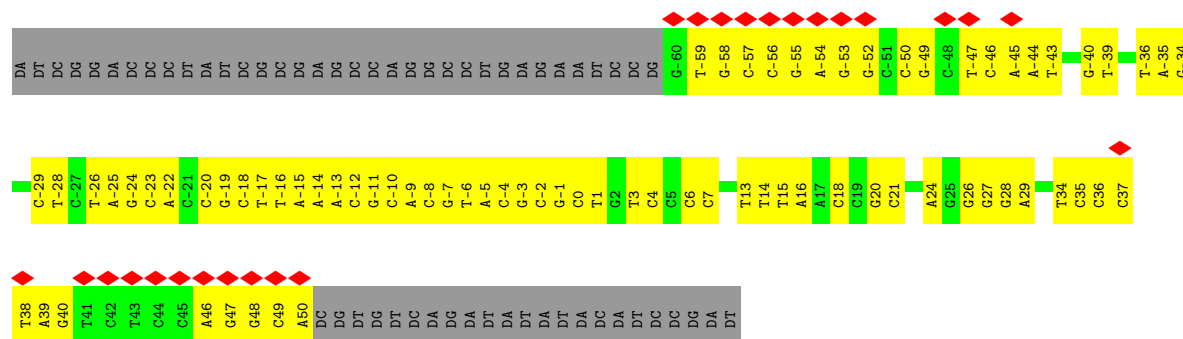 DA DT DC DG DG DA DC DC DC DT DA DT DC DG DC DG DA DG DC DC DA DG DC DC DT DG DA DG DA DA DT DC DC DG G-60 T-59 G-58 C-57 C-56 G-55 A-54 G-53 G-52 C-51 C-50 G-49 C-48 T-47 C-46 A-45 A-44 T-43 G-40 T-39 T-36 A-35 G-34
C-29 T-28 C-27 T-26 A-25 G-24 C-23 A-22 C-21 C-20 G-19 C-18 T-17 T-16 A-15 A-14 A-13 C-12 G-11 C-10 A-9 C-8 G-7 T-6 A-5 C-4 G-3 C-2 G-1 C0 T1 G2 T3 C4 C5 C6 C7 T13 T14 T15 A16 A17 C18 C19 G20 C21 A24 G25 G26 G27 G28 A29 T34 C35 C36 C37
T38 A39 G40 T41 C42 T43 C44 C45 A46 G47 G48 C49 A50 DC DG DT DG DT DC DA DG DA DT DA DT DA DT DA DC DA DT DC DC DG DA DT